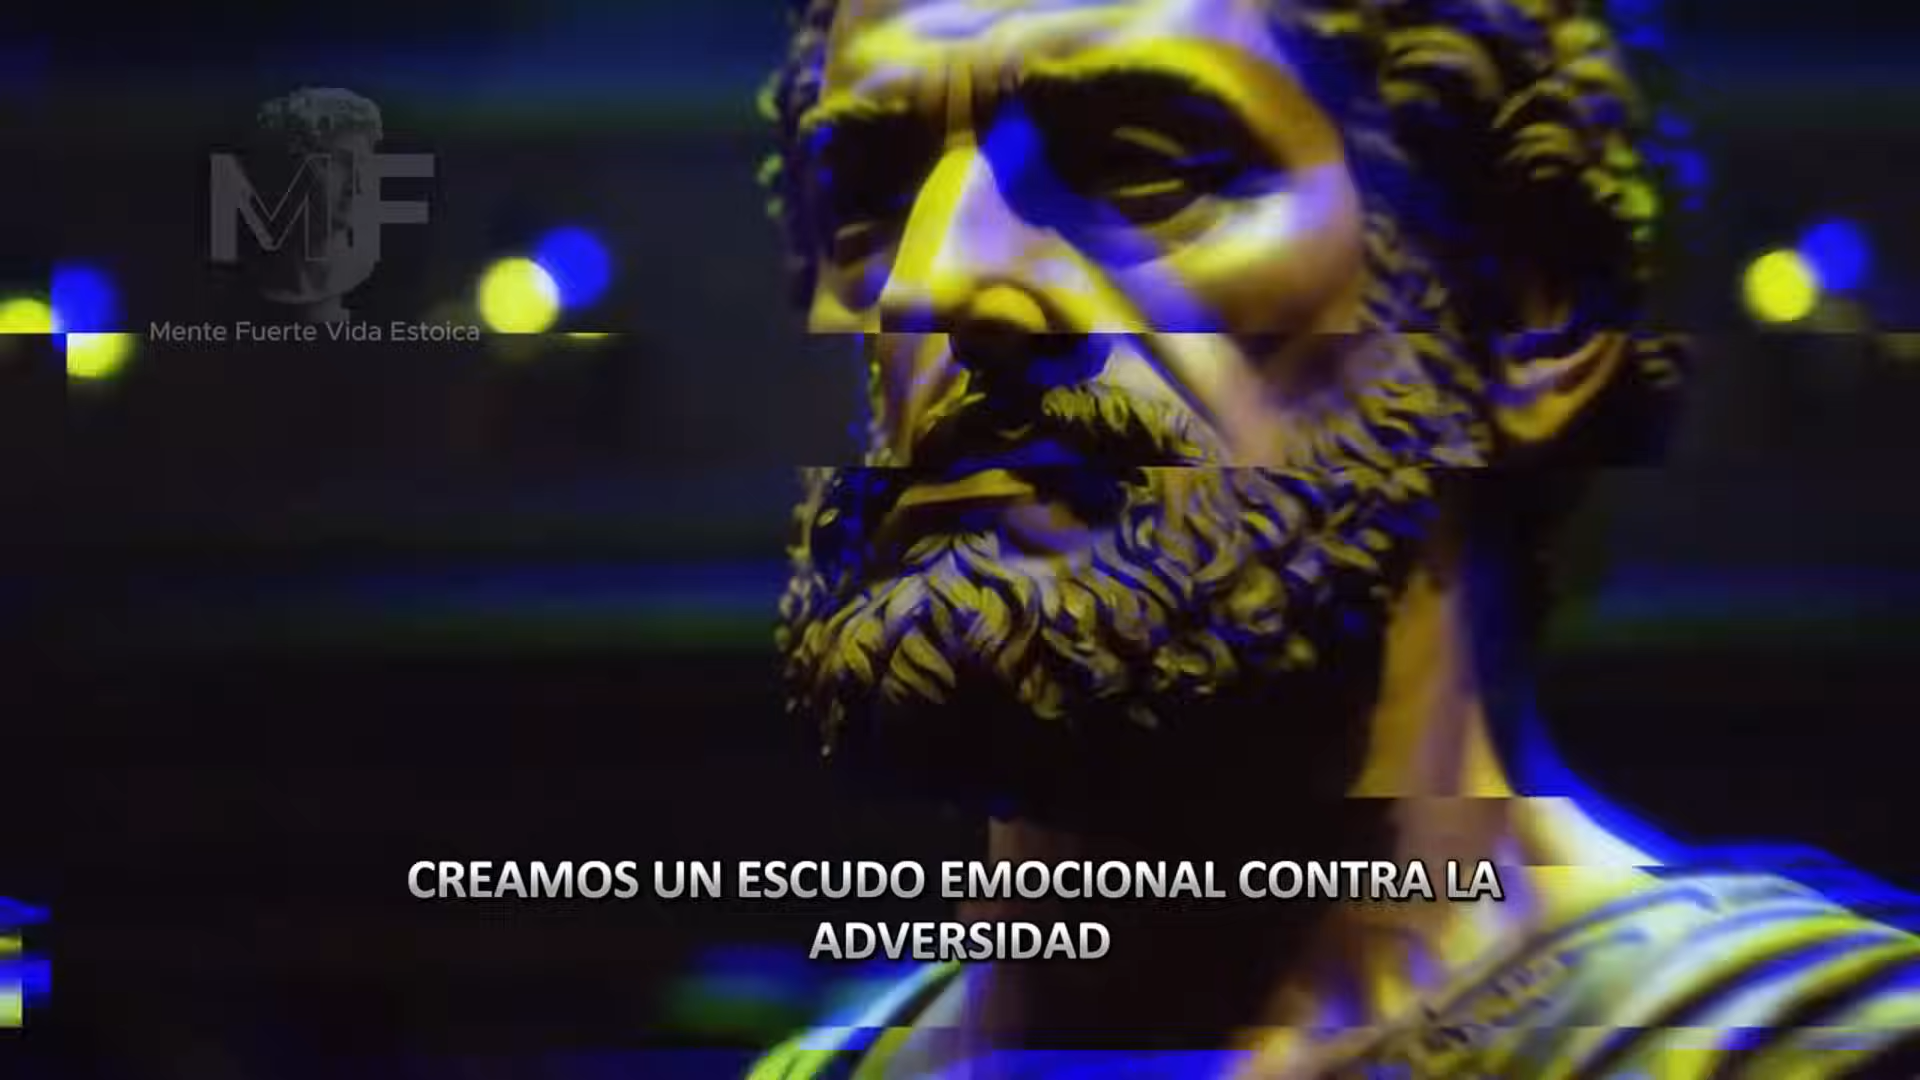 MF
Mente Fuerte Vida Estoica
CREAMOS UN ESCUDO EMOCIONAL CONTRA LA
ADVERSIDAD